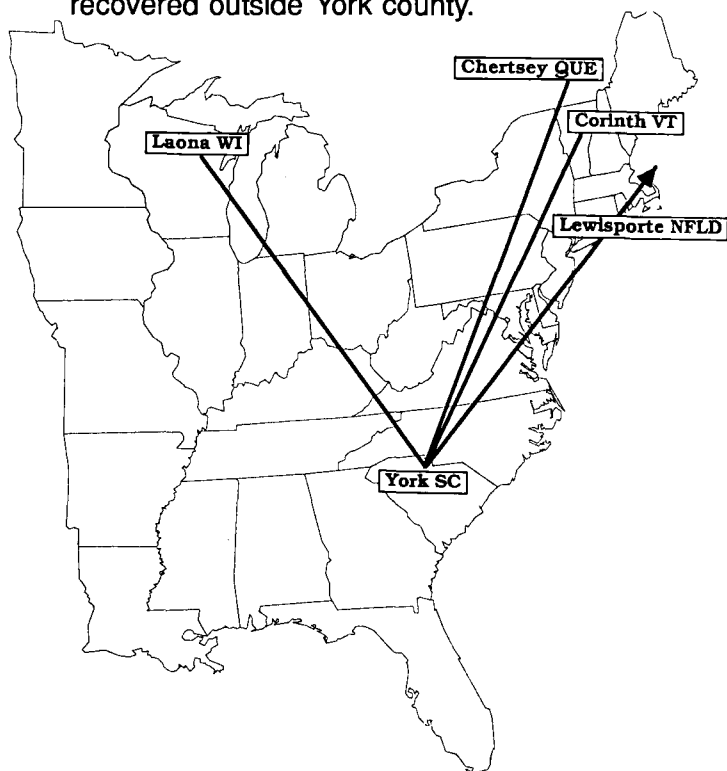 recovered outside York county.
Chertsey QUE
Corinth VT
Laona WI
Lewisporte NFLD
York SC